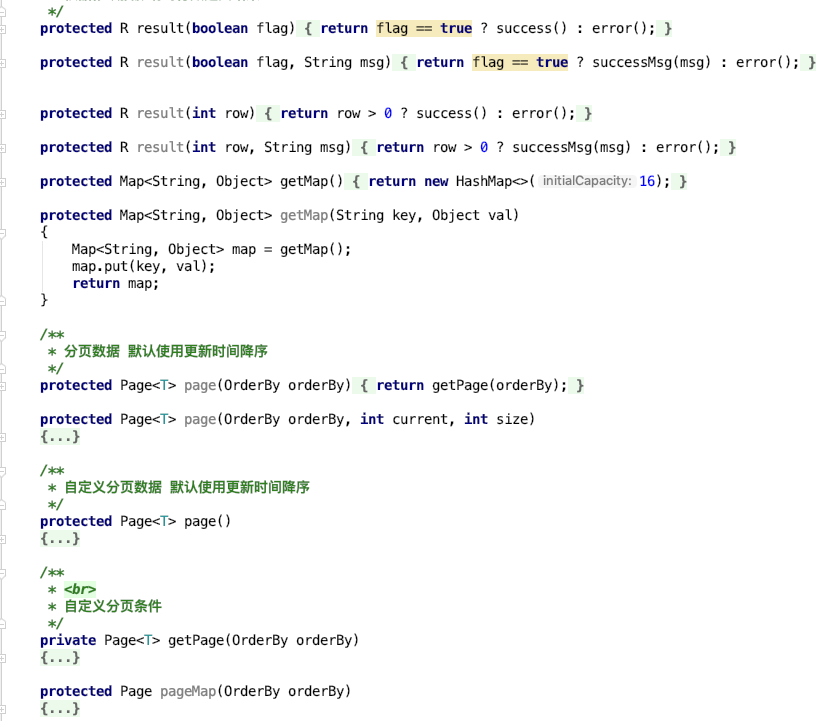 */
protected R result(boolean flag) { return flag == true ? success() : error(); }
protected R result(boolean flag, String msg) { return flag == true ? successMsg(msg) : error(); }
protected R result(int row) { return row > 0 ? success() : error(); }
protected R result(int row, String msg) { return row > 0 ? successMsg(msg) : error(); }
protected Map<String, Object> getMap() { return new HashMap<>( initialCapacity: 16); }
protected Map<String, Object> getMap(String key, Object val)
{
Map<String, Object> map = getMap();
map.put(key, val);
return map;
}
/**
* 分页数据 默认使用更新时间降序
*/
protected Page<T> page(OrderBy orderBy) { return getPage(orderBy); }
protected Page<T> page(OrderBy orderBy, int current, int size)
{...}
/**
* 自定义分页数据 默认使用更新时间降序
*/
protected Page<T> page()
{...}
/**
* <br>
* 自定义分页条件
*/
private Page<T> getPage(OrderBy orderBy)
{...}
protected Page pageMap(OrderBy orderBy)
{...}